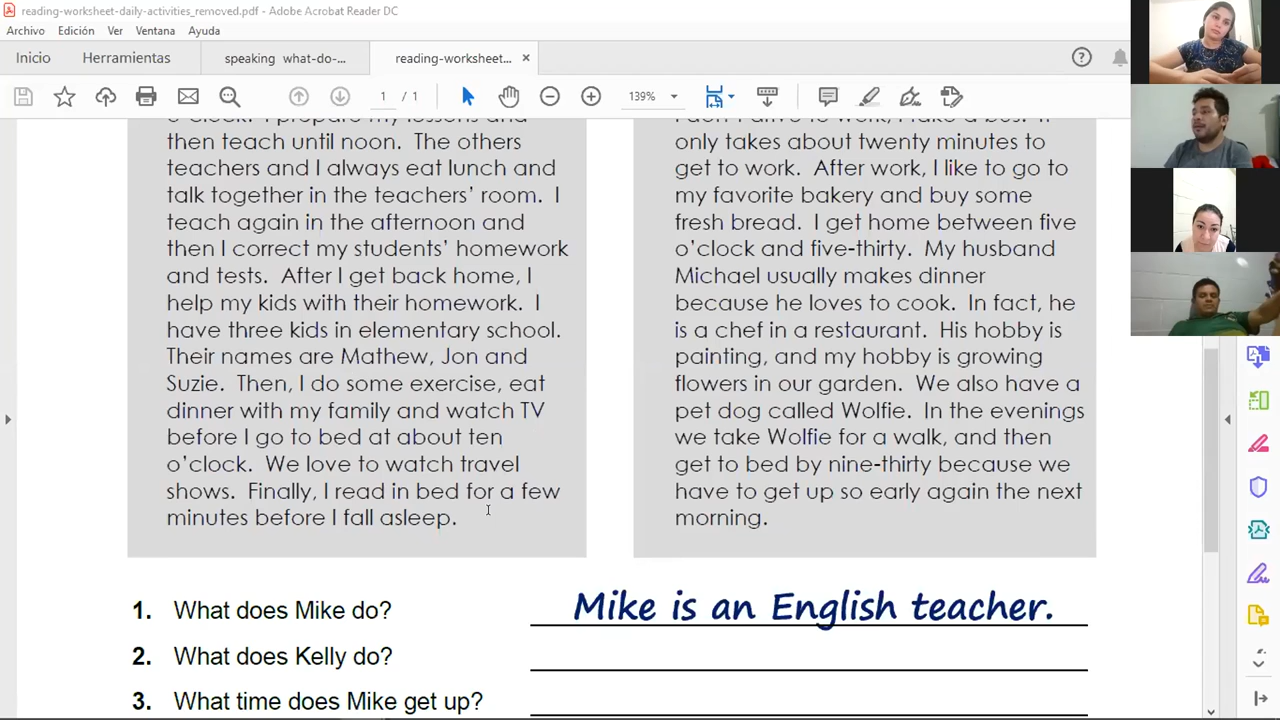 reading-worksheet-daily-activities_removed.pdf - Adobe Acrobat Reader DC
Archivo Edición Ver Ventana Ayuda
Inicio Herramientas speaking what-do-... reading-worksheet... ×
1 / 1 139%
o'clock. I prepare my lessons and
then teach until noon. The others
teachers and I always eat lunch and
talk together in the teachers' room. I
teach again in the afternoon and
then I correct my students' homework
and tests. After I get back home, I
help my kids with their homework. I
have three kids in elementary school.
Their names are Mathew, Jon and
Suzie. Then, I do some exercise, eat
dinner with my family and watch TV
before I go to bed at about ten
o'clock. We love to watch travel
shows. Finally, I read in bed for a few
minutes before I fall asleep.
I don't drive to work, I take a bus. It
only takes about twenty minutes to
get to work. After work, I like to go to
my favorite bakery and buy some
fresh bread. I get home between five
o'clock and five-thirty. My husband
Michael usually makes dinner
because he loves to cook. In fact, he
is a chef in a restaurant. His hobby is
painting, and my hobby is growing
flowers in our garden. We also have a
pet dog called Wolfie. In the evenings
we take Wolfie for a walk, and then
get to bed by nine-thirty because we
have to get up so early again the next
morning.
1. What does Mike do? Mike is an English teacher.
2. What does Kelly do?
3. What time does Mike get up?